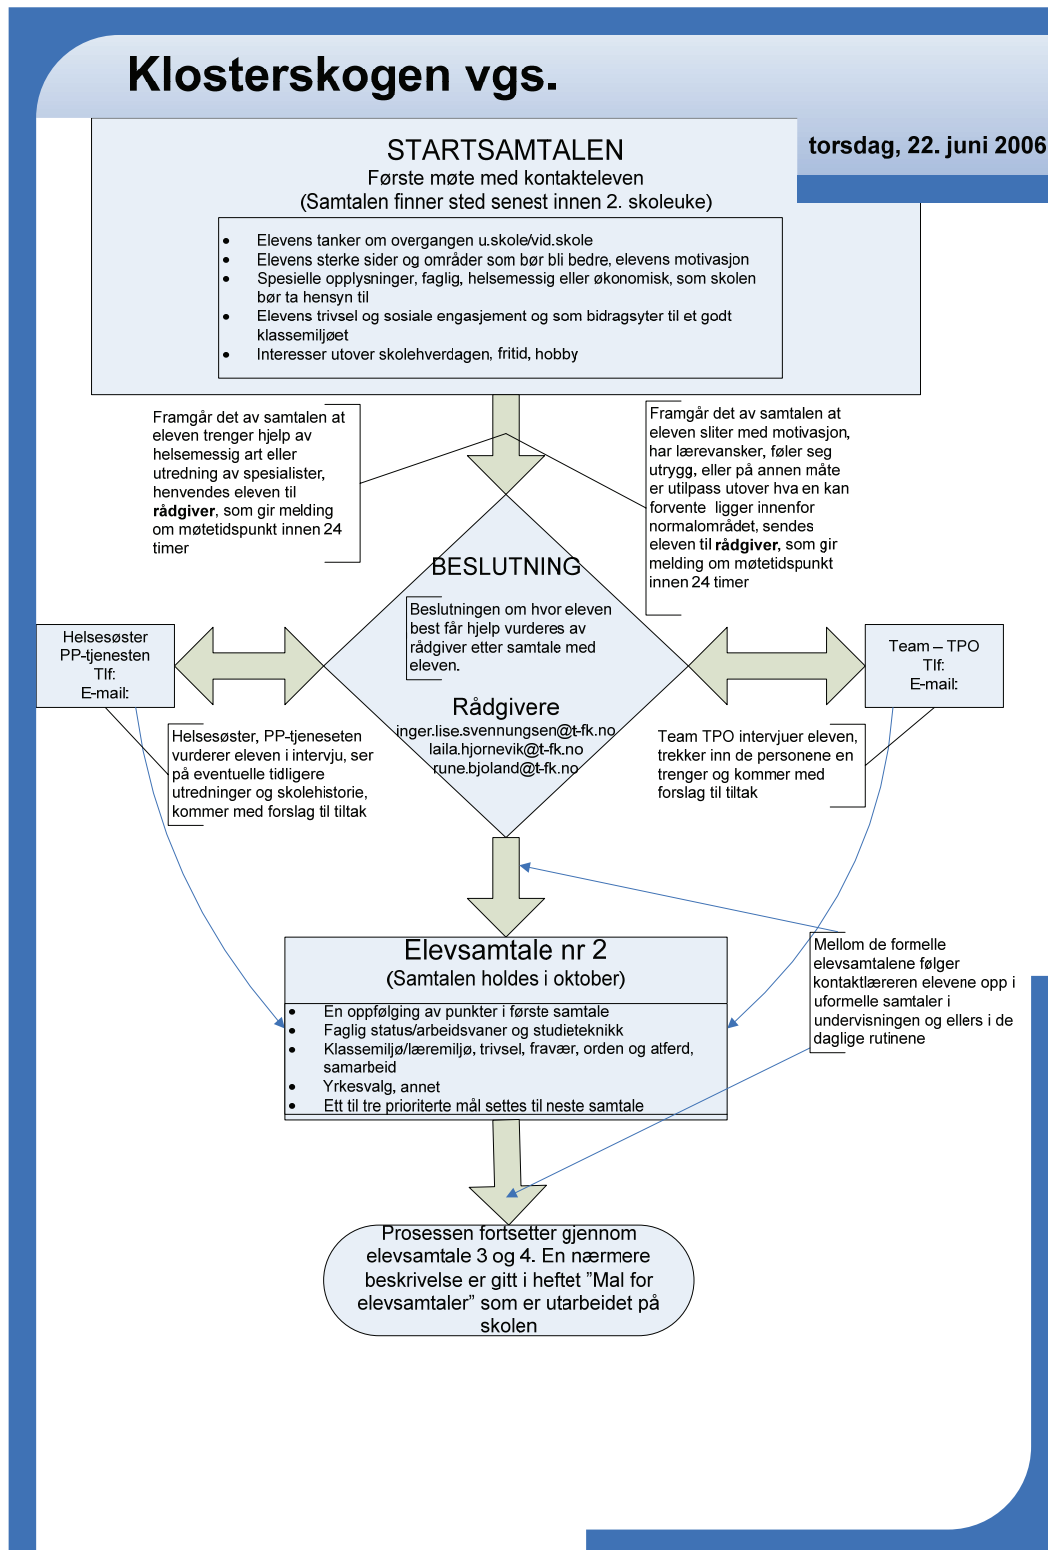 Klosterskogen vgs.
torsdag, 22. juni 2006
STARTSAMTALEN
Første møte med kontakteleven
(Samtalen finner sted senest innen 2. skoleuke)
• Elevens tanker om overgangen u.skole/vid.skole
• Elevens sterke sider og områder som bør bli bedre, elevens motivasjon
• Spesielle opplysninger, faglig, helsemessig eller økonomisk, som skolen
bør ta hensyn til
• Elevens trivsel og sosiale engasjement og som bidragsyter til et godt
klassemiljøet
• Interesser utover skolehverdagen, fritid, hobby
Framgår det av samtalen at
eleven trenger hjelp av
helsemessig art eller
utredning av spesialister,
henvendes eleven til
rådgiver, som gir melding
om møtetidspunkt innen 24
timer
Framgår det av samtalen at
eleven sliter med motivasjon,
har lærevansker, føler seg
utrygg, eller på annen måte
er utilpass utover hva en kan
forvente ligger innenfor
normalområdet, sendes
eleven til rådgiver, som gir
melding om møtetidspunkt
innen 24 timer
BESLUTNING
Beslutningen om hvor eleven
best får hjelp vurderes av
rådgiver etter samtale med
eleven.
Rådgivere
inger.lise.svennungsen@t-fk.no
laila.hjornevik@t-fk.no
rune.bjoland@t-fk.no
Helsesøster
PP-tjenesten
Tlf:
E-mail:
Team – TPO
Tlf:
E-mail:
Helsesøster, PP-tjeneseten
vurderer eleven i intervju, ser
på eventuelle tidligere
utredninger og skolehistorie,
kommer med forslag til tiltak
Team TPO intervjuer eleven,
trekker inn de personene en
trenger og kommer med
forslag til tiltak
Elevsamtale nr 2
(Samtalen holdes i oktober)
• En oppfølging av punkter i første samtale
• Faglig status/arbeidsvaner og studieteknikk
• Klassemiljø/læremiljø, trivsel, fravær, orden og atferd,
samarbeid
• Yrkesvalg, annet
• Ett til tre prioriterte mål settes til neste samtale
Mellom de formelle
elevsamtalene følger
kontaktlæreren elevene opp i
uformelle samtaler i
undervisningen og ellers i de
daglige rutinene
Prosessen fortsetter gjennom
elevsamtale 3 og 4. En nærmere
beskrivelse er gitt i heftet ”Mal for
elevsamtaler” som er utarbeidet på
skolen